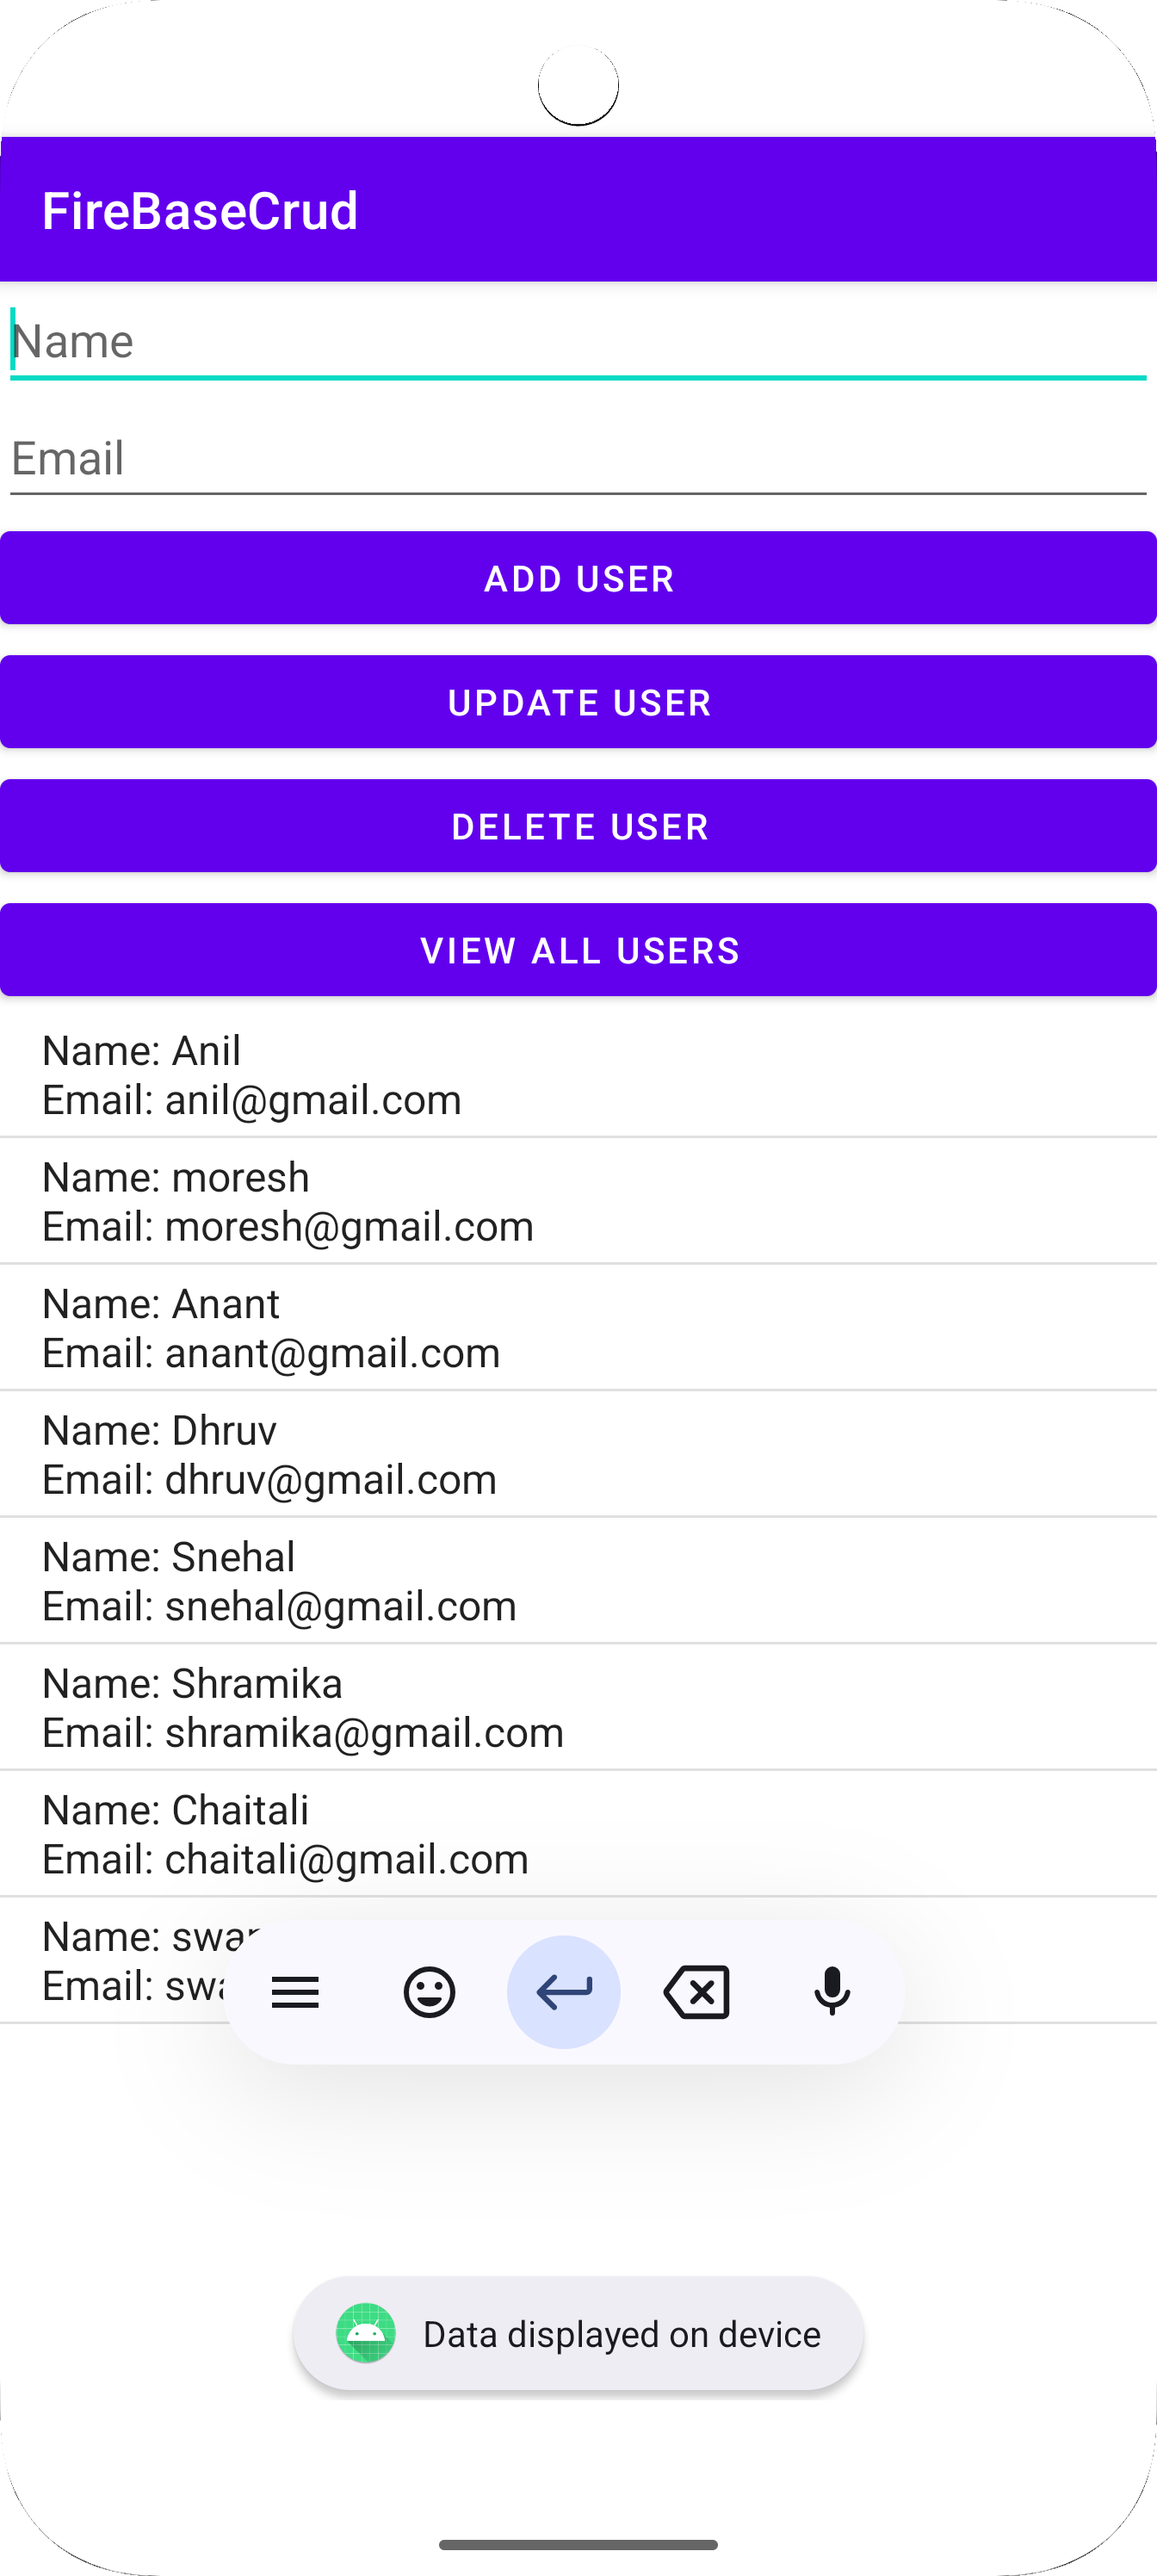 FireBaseCrud
Name
Email
ADD USER
UPDATE USER
DELETE USER
VIEW ALL USERS
Name: Anil
Email: anil@gmail.com
Name: moresh
Email: moresh@gmail.com
Name: Anant
Email: anant@gmail.com
Name: Dhruv
Email: dhruv@gmail.com
Name: Snehal
Email: snehal@gmail.com
Name: Shramika
Email: shramika@gmail.com
Name: Chaitali
Email: chaitali@gmail.com
Name:
Email:
Data displayed on device